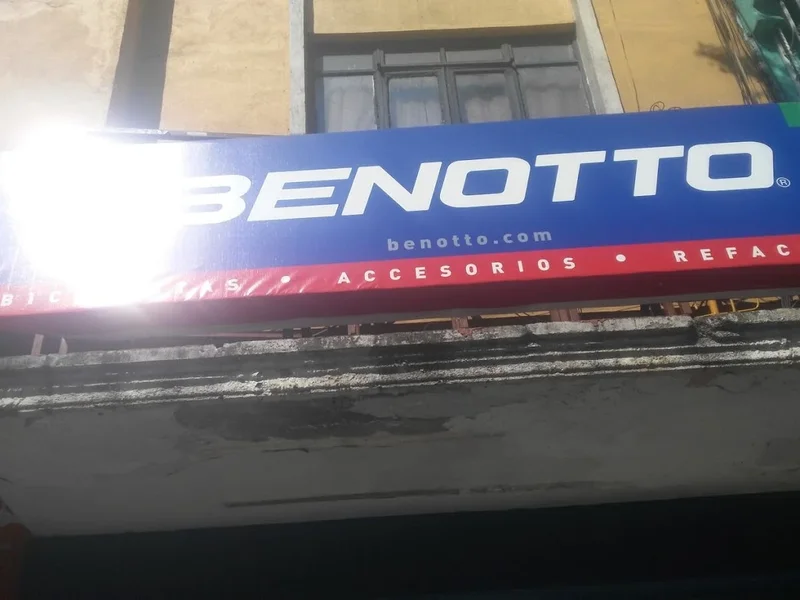 BENOTTO®
benotto.com
• ACCESORIOS • REFAC